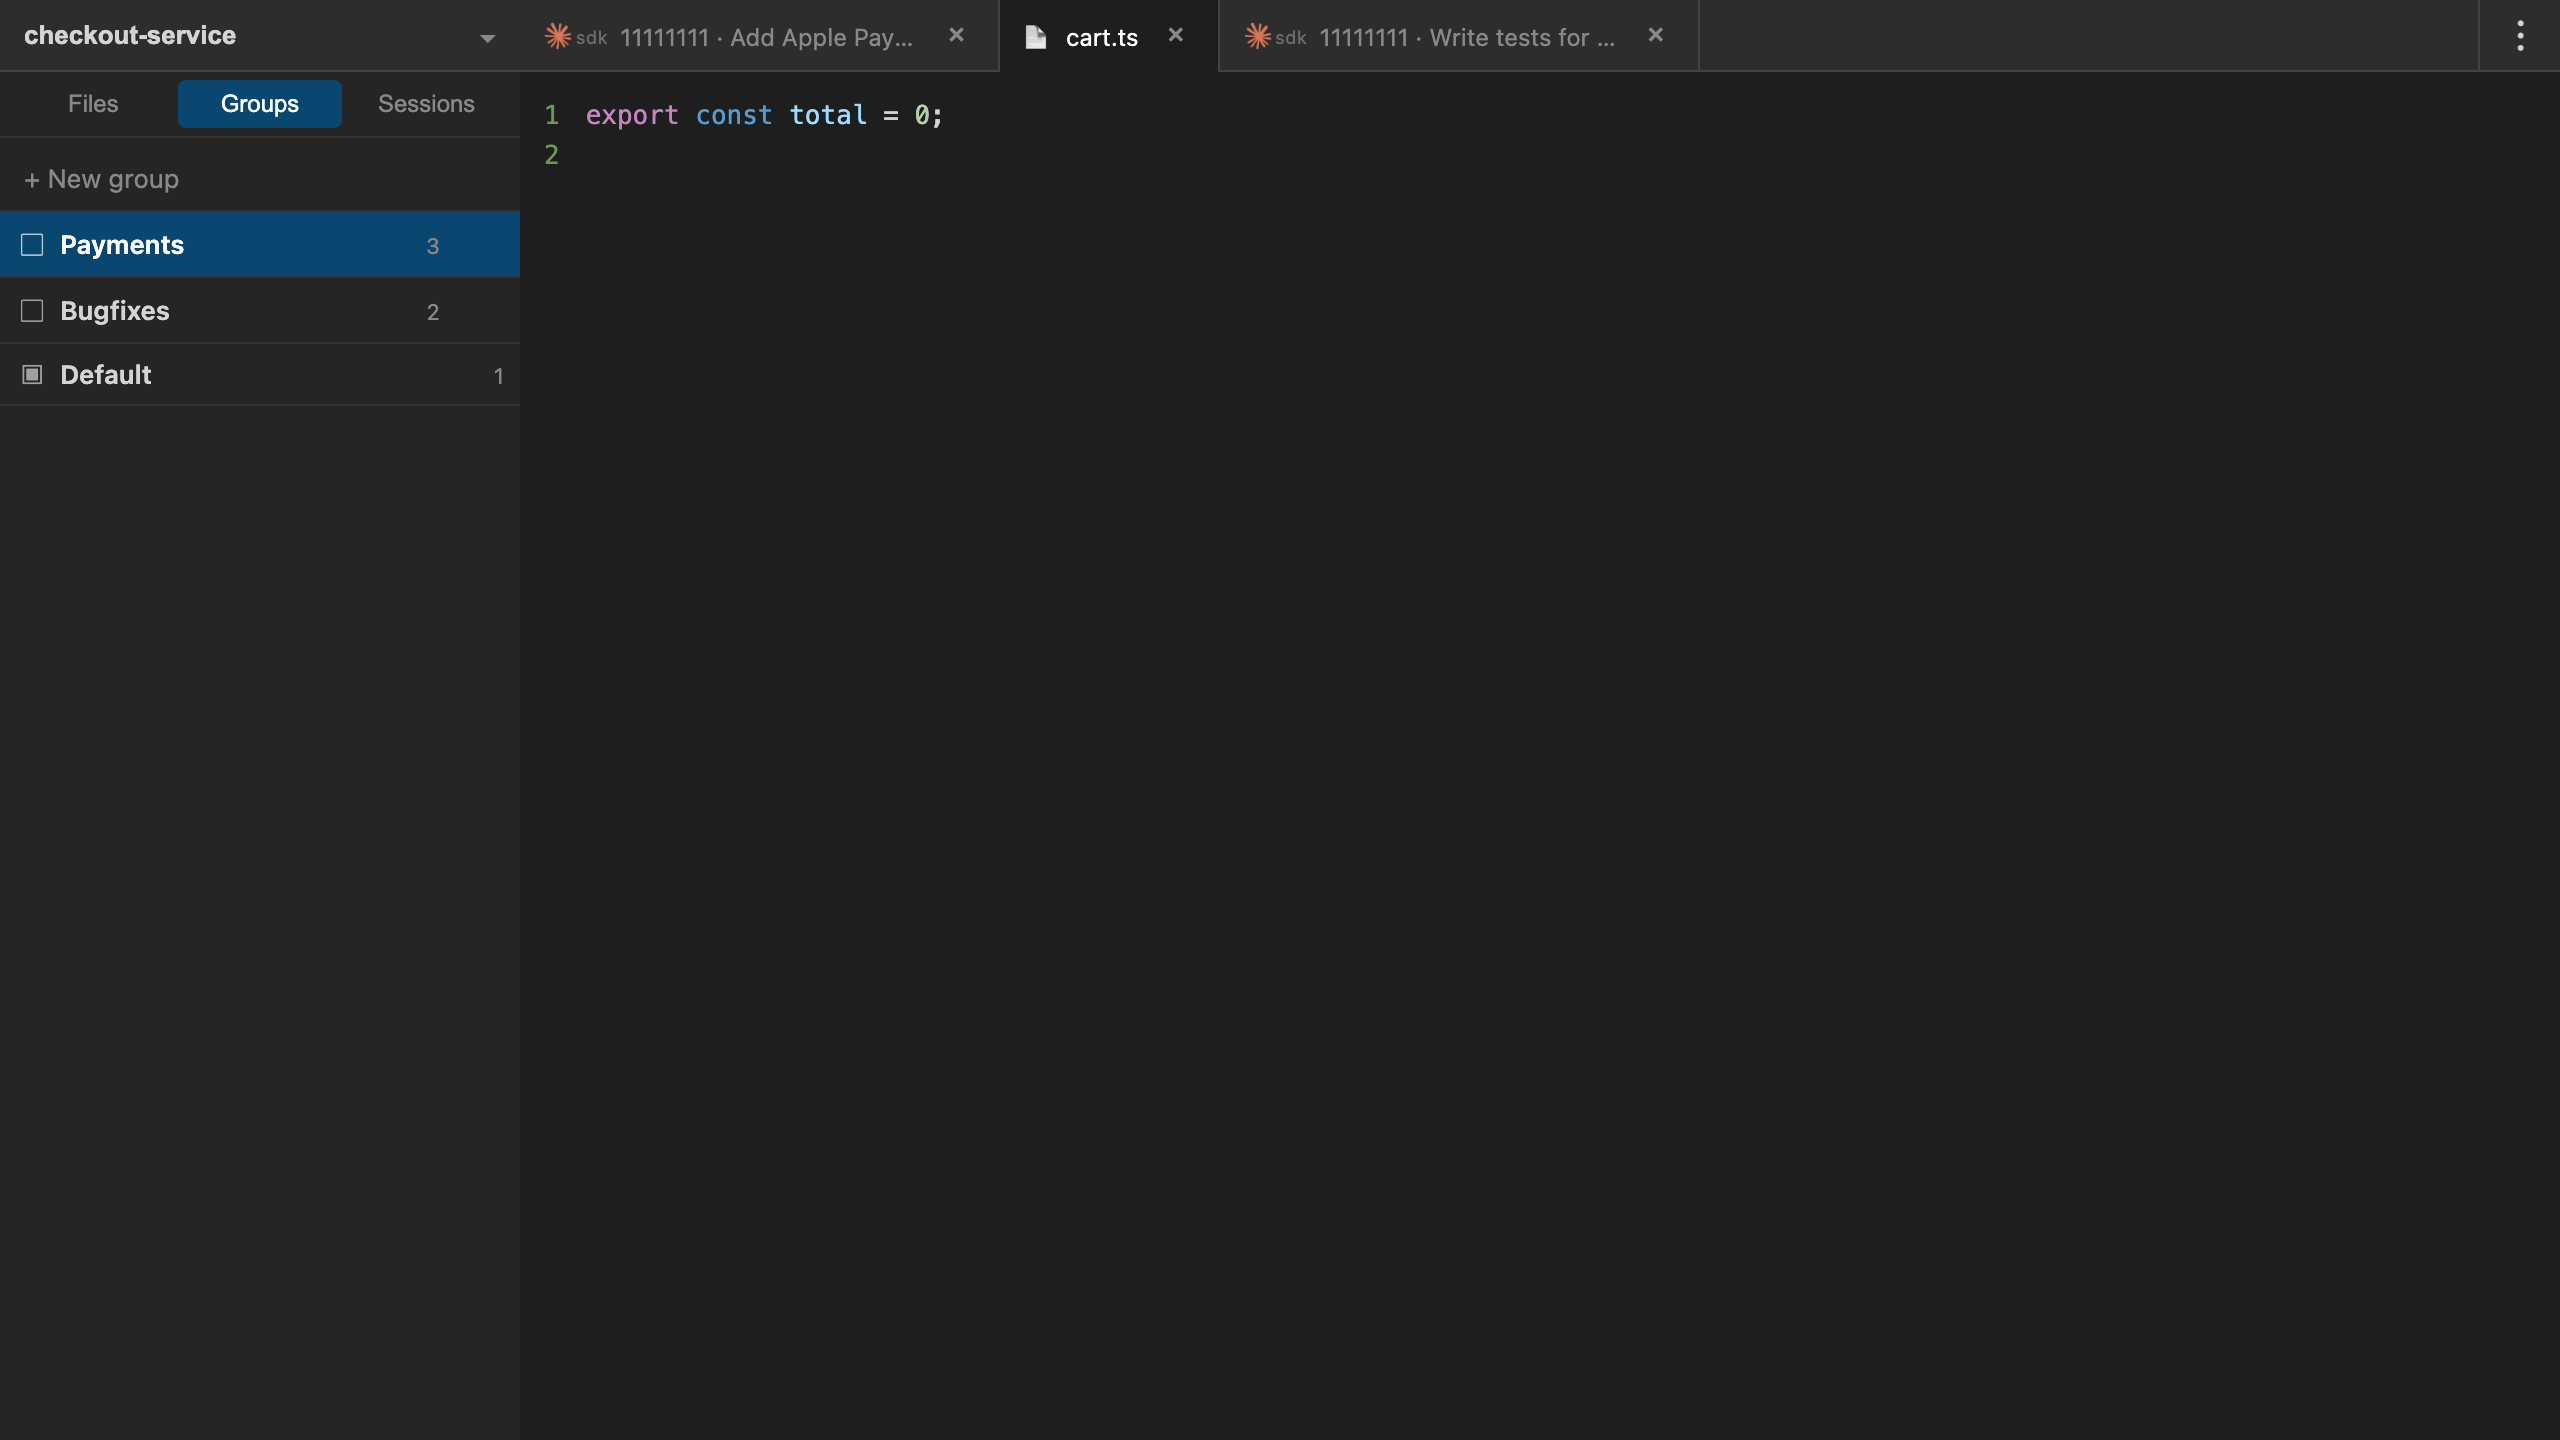 checkout-service
sdk 11111111 · Add Apple Pay... ×
cart.ts ×
sdk 11111111 · Write tests for ... ×
Files Groups Sessions
+ New group
Payments 3
Bugfixes 2
Default 1
1 export const total = 0;
2